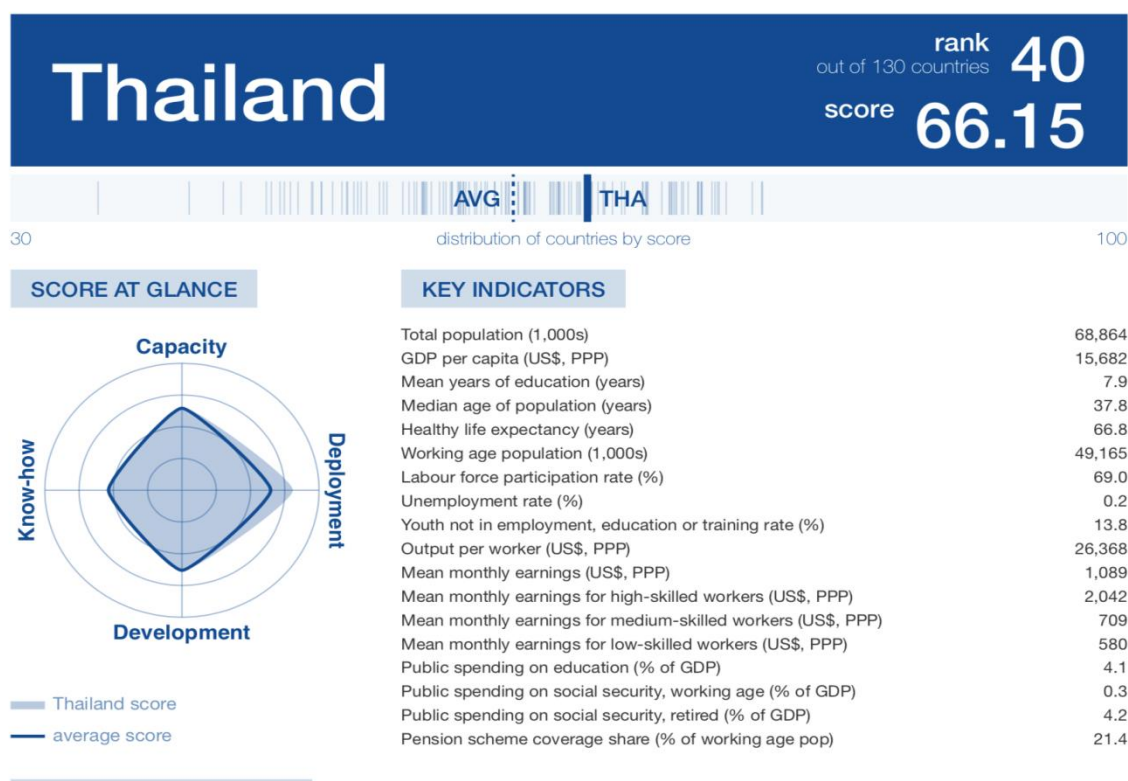 Thailand
rank
out of 130 countries
40
score
66.15
AVG
THA
30
distribution of countries by score
100
SCORE AT GLANCE
Capacity
Know-how
Deployment
Development
Thailand score
average score
KEY INDICATORS
Total population (1,000s) 68,864
GDP per capita (US$, PPP) 15,682
Mean years of education (years) 7.9
Median age of population (years) 37.8
Healthy life expectancy (years) 66.8
Working age population (1,000s) 49,165
Labour force participation rate (%) 69.0
Unemployment rate (%) 0.2
Youth not in employment, education or training rate (%) 13.8
Output per worker (US$, PPP) 26,368
Mean monthly earnings (US$, PPP) 1,089
Mean monthly earnings for high-skilled workers (US$, PPP) 2,042
Mean monthly earnings for medium-skilled workers (US$, PPP) 709
Mean monthly earnings for low-skilled workers (US$, PPP) 580
Public spending on education (% of GDP) 4.1
Public spending on social security, working age (% of GDP) 0.3
Public spending on social security, retired (% of GDP) 4.2
Pension scheme coverage share (% of working age pop) 21.4